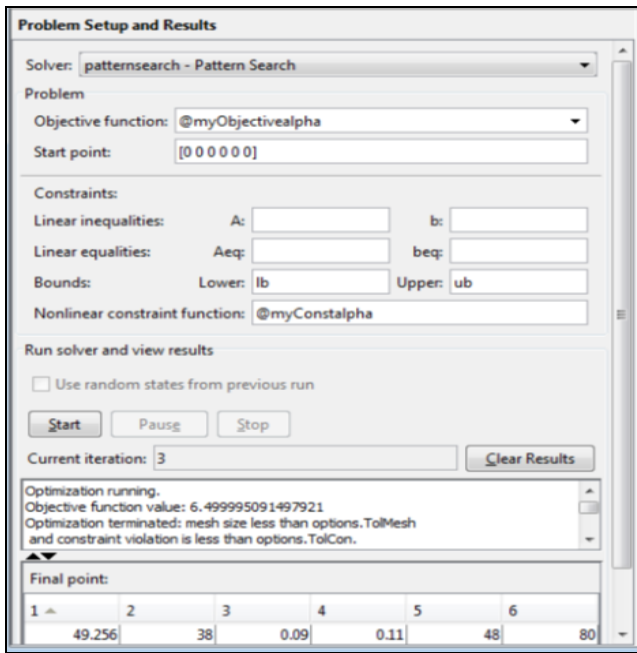 Problem Setup and Results
Solver: patternsearch - Pattern Search
Problem
Objective function: @myObjectivealpha
Start point: [0 0 0 0 0 0]
Constraints:
Linear inequalities: A: b:
Linear equalities: Aeq: beq:
Bounds: Lower: lb Upper: ub
Nonlinear constraint function: @myConstalpha
Run solver and view results
Use random states from previous run
Start Pause Stop
Current iteration: 3 Clear Results
Optimization running.
Objective function value: 6.499995091497921
Optimization terminated: mesh size less than options.TolMesh
and constraint violation is less than options.TolCon.
Final point:
1 2 3 4 5 6
49.256 38 0.09 0.11 48 80